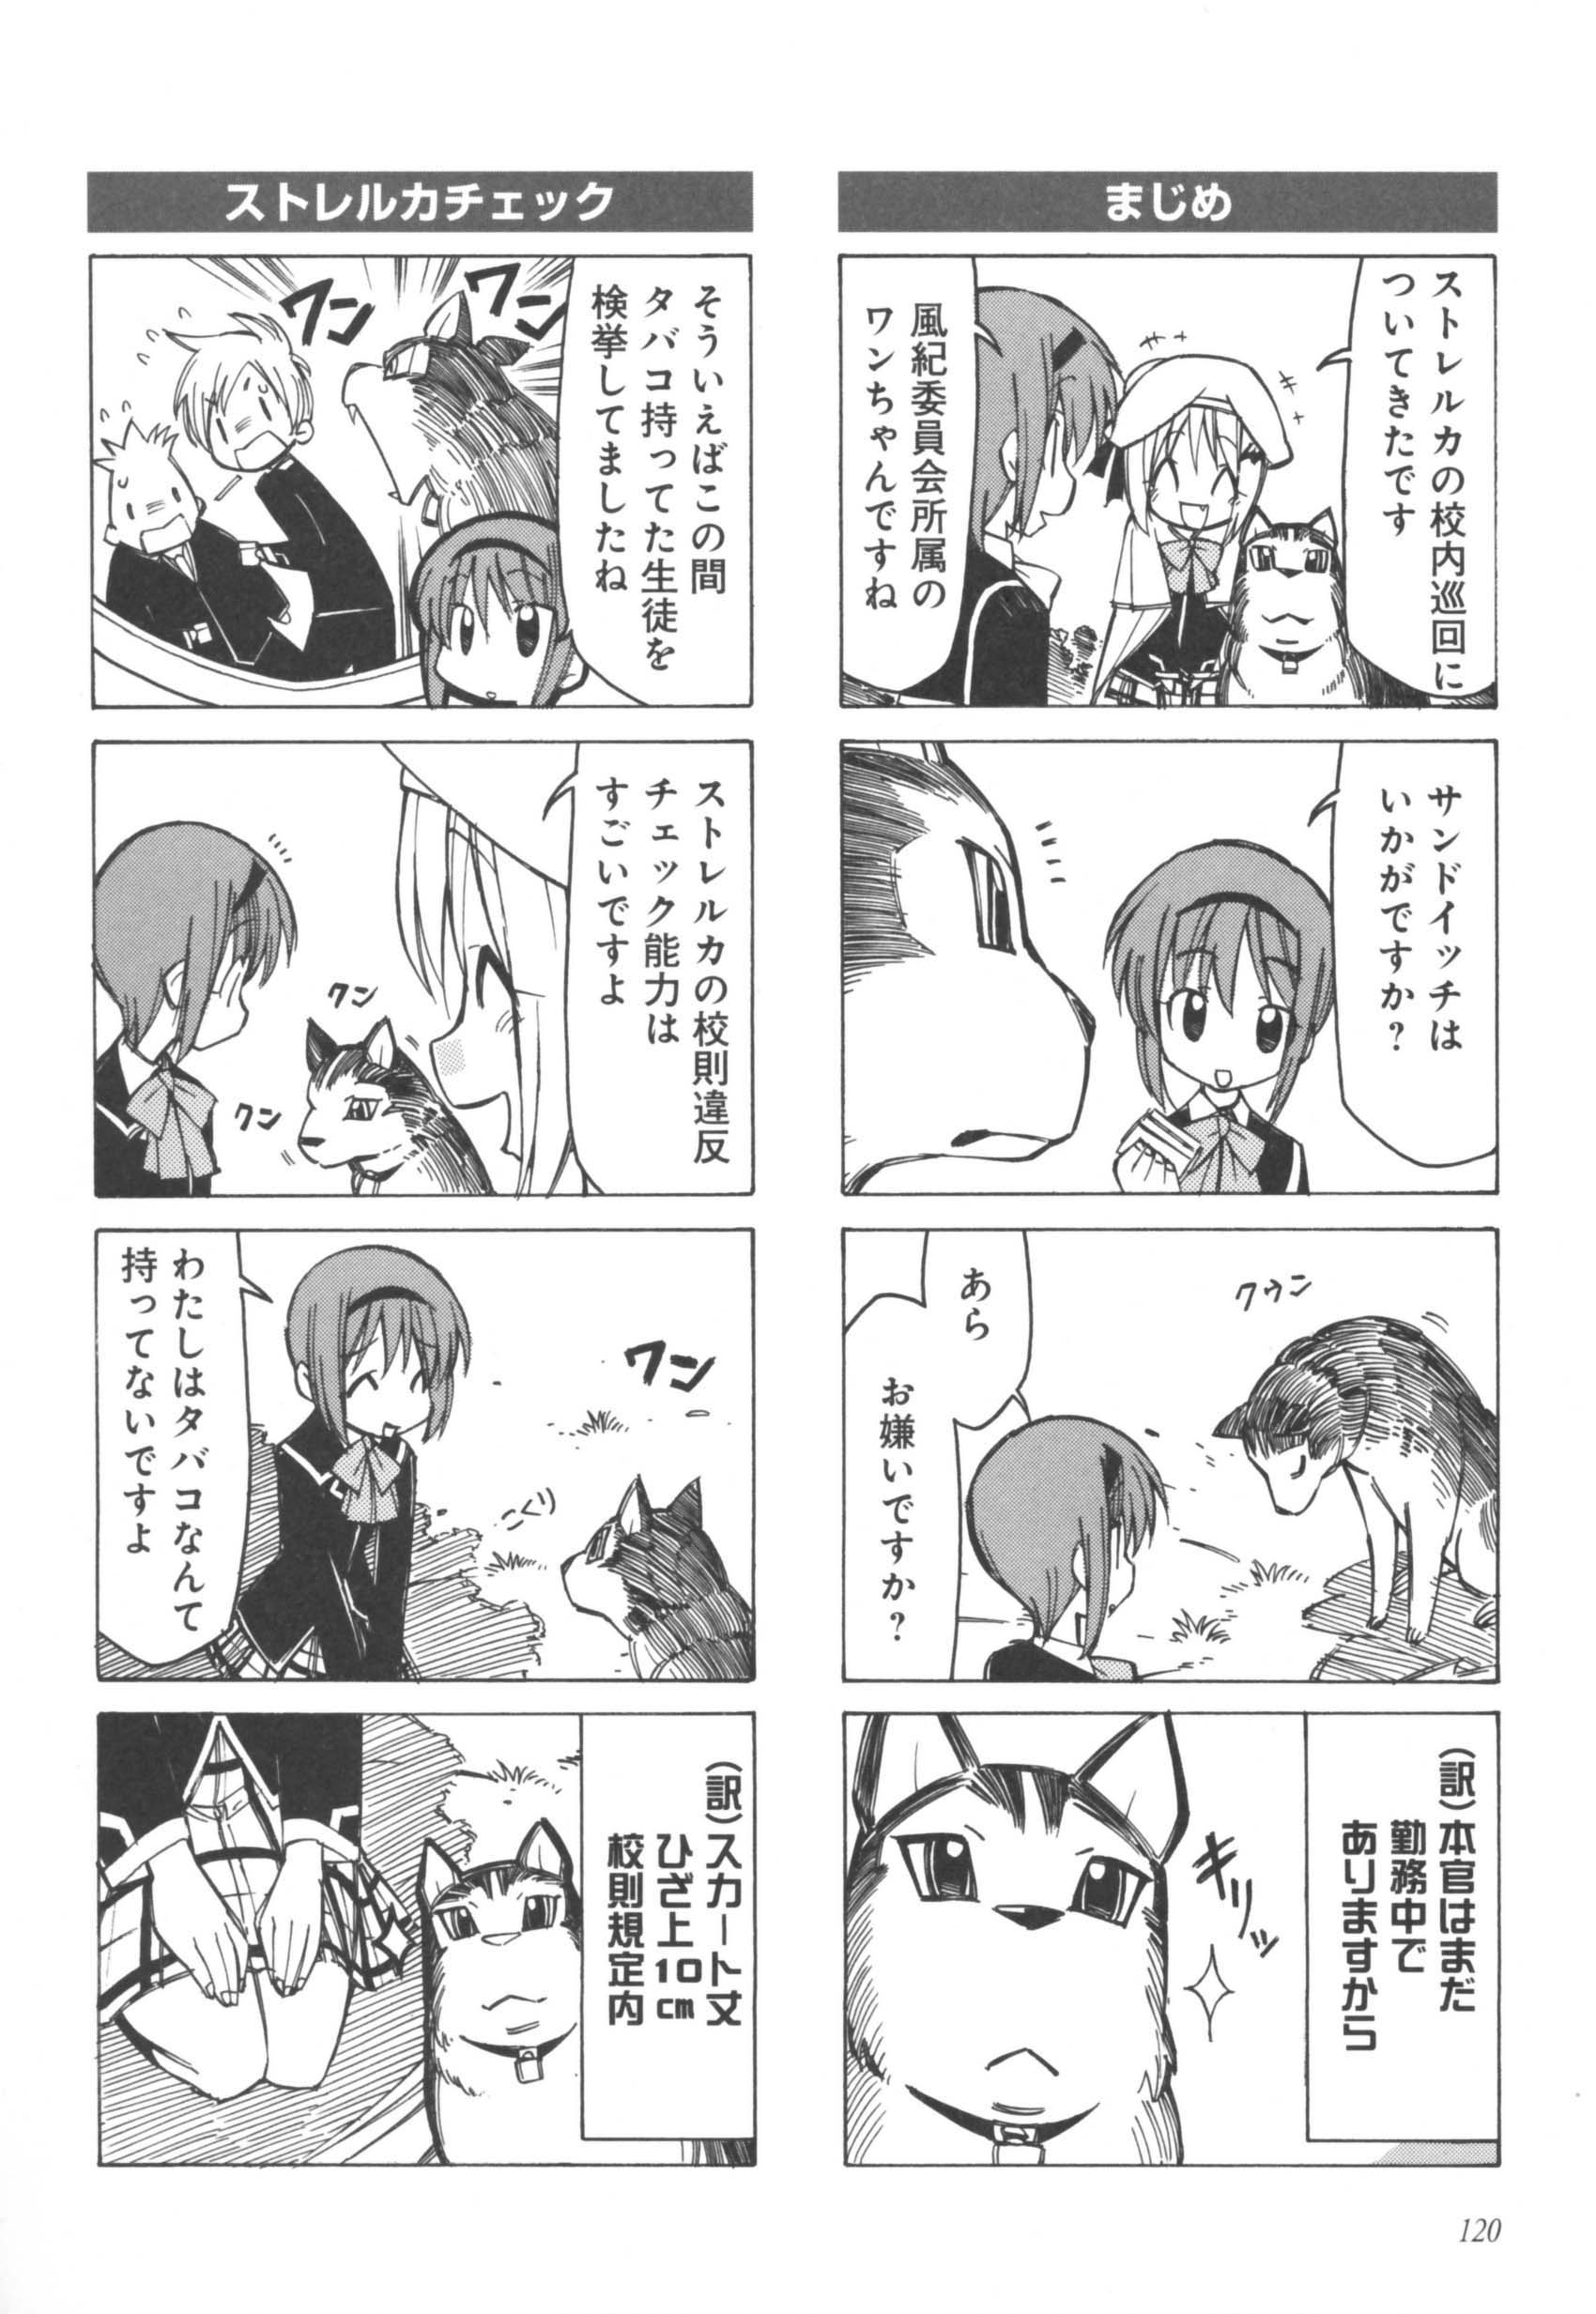 まじめ
ストレルカの校内巡回に
ついてきたです
風紀委員会所属の
ワンちゃんですね
サンドイッチは
いかがですか?
クゥン
あら
お嫌いですか?
(訳)本官はまだ
勤務中で
ありますから
キリッ
ストレルカチェック
そういえばこの間
タバコ持ってた生徒を
検挙してましたね
ワン
ワン
ストレルカの校則違反
チェック能力は
すごいですよ
クン
クン
ワン
こくり
わたしはタバコなんて
持ってないですよ
(訳)スカート丈
ひざ上10cm
校則規定内
120